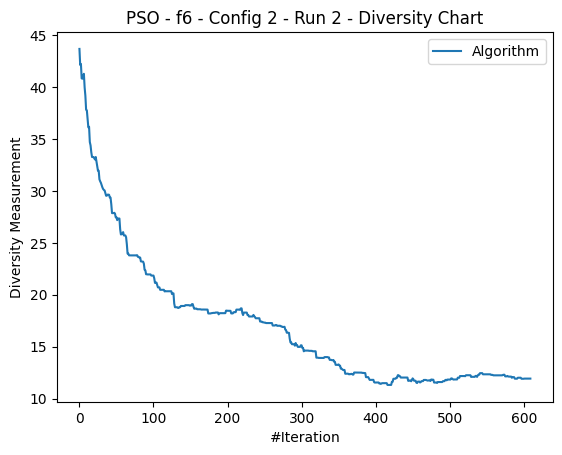 PSO - f6 - Config 2 - Run 2 - Diversity Chart
Algorithm
Diversity Measurement
45
40
35
30
25
20
15
10
0 100 200 300 400 500 600
#Iteration